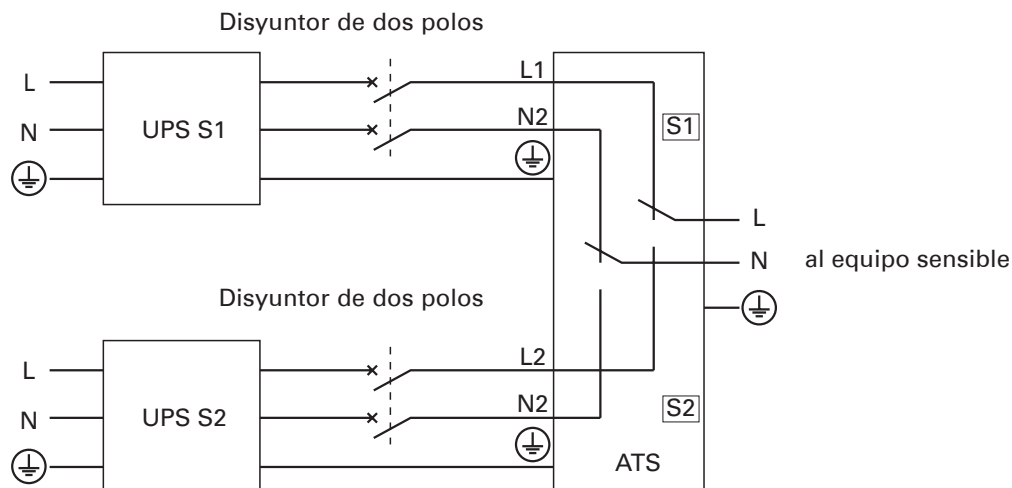 Disyuntor de dos polos
L
L1
N
UPS S1
N2
S1
L
N
al equipo sensible
Disyuntor de dos polos
L
L2
N
UPS S2
N2
S2
ATS